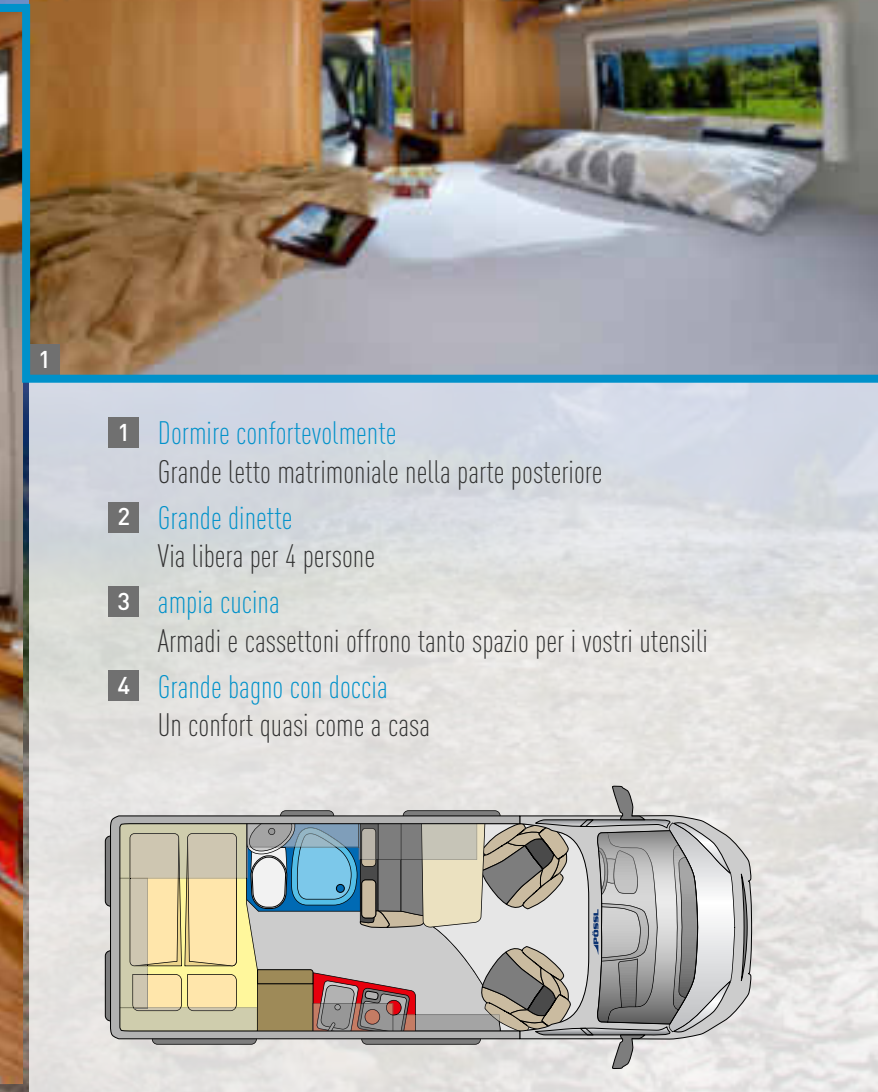 1
1 Dormire confortevolmente
Grande letto matrimoniale nella parte posteriore
2 Grande dinette
Via libera per 4 persone
3 ampia cucina
Armadi e cassettoni offrono tanto spazio per i vostri utensili
4 Grande bagno con doccia
Un confort quasi come a casa
PÖSSL